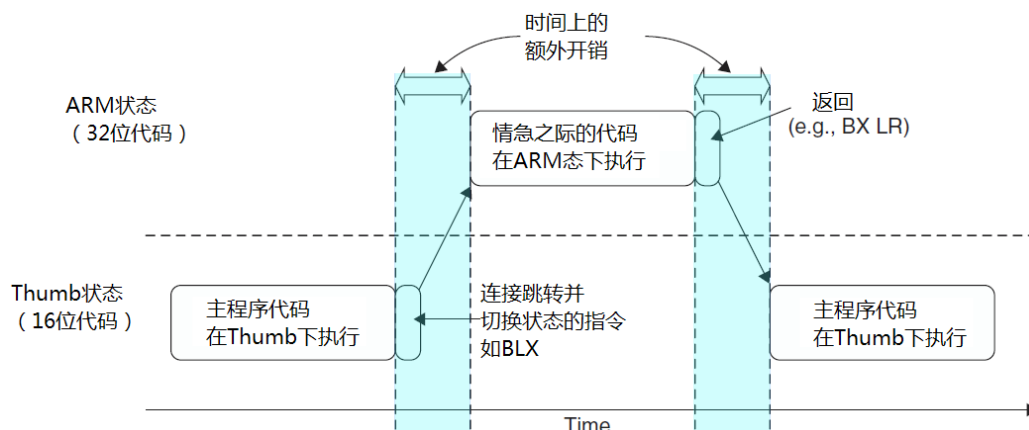 时间上的
额外开销
ARM状态
（32位代码）
情急之际的代码
在ARM态下执行
返回
(e.g., BX LR)
Thumb状态
（16位代码）
主程序代码
在Thumb下执行
连接跳转并
切换状态的指令
如BLX
主程序代码
在Thumb下执行
Time